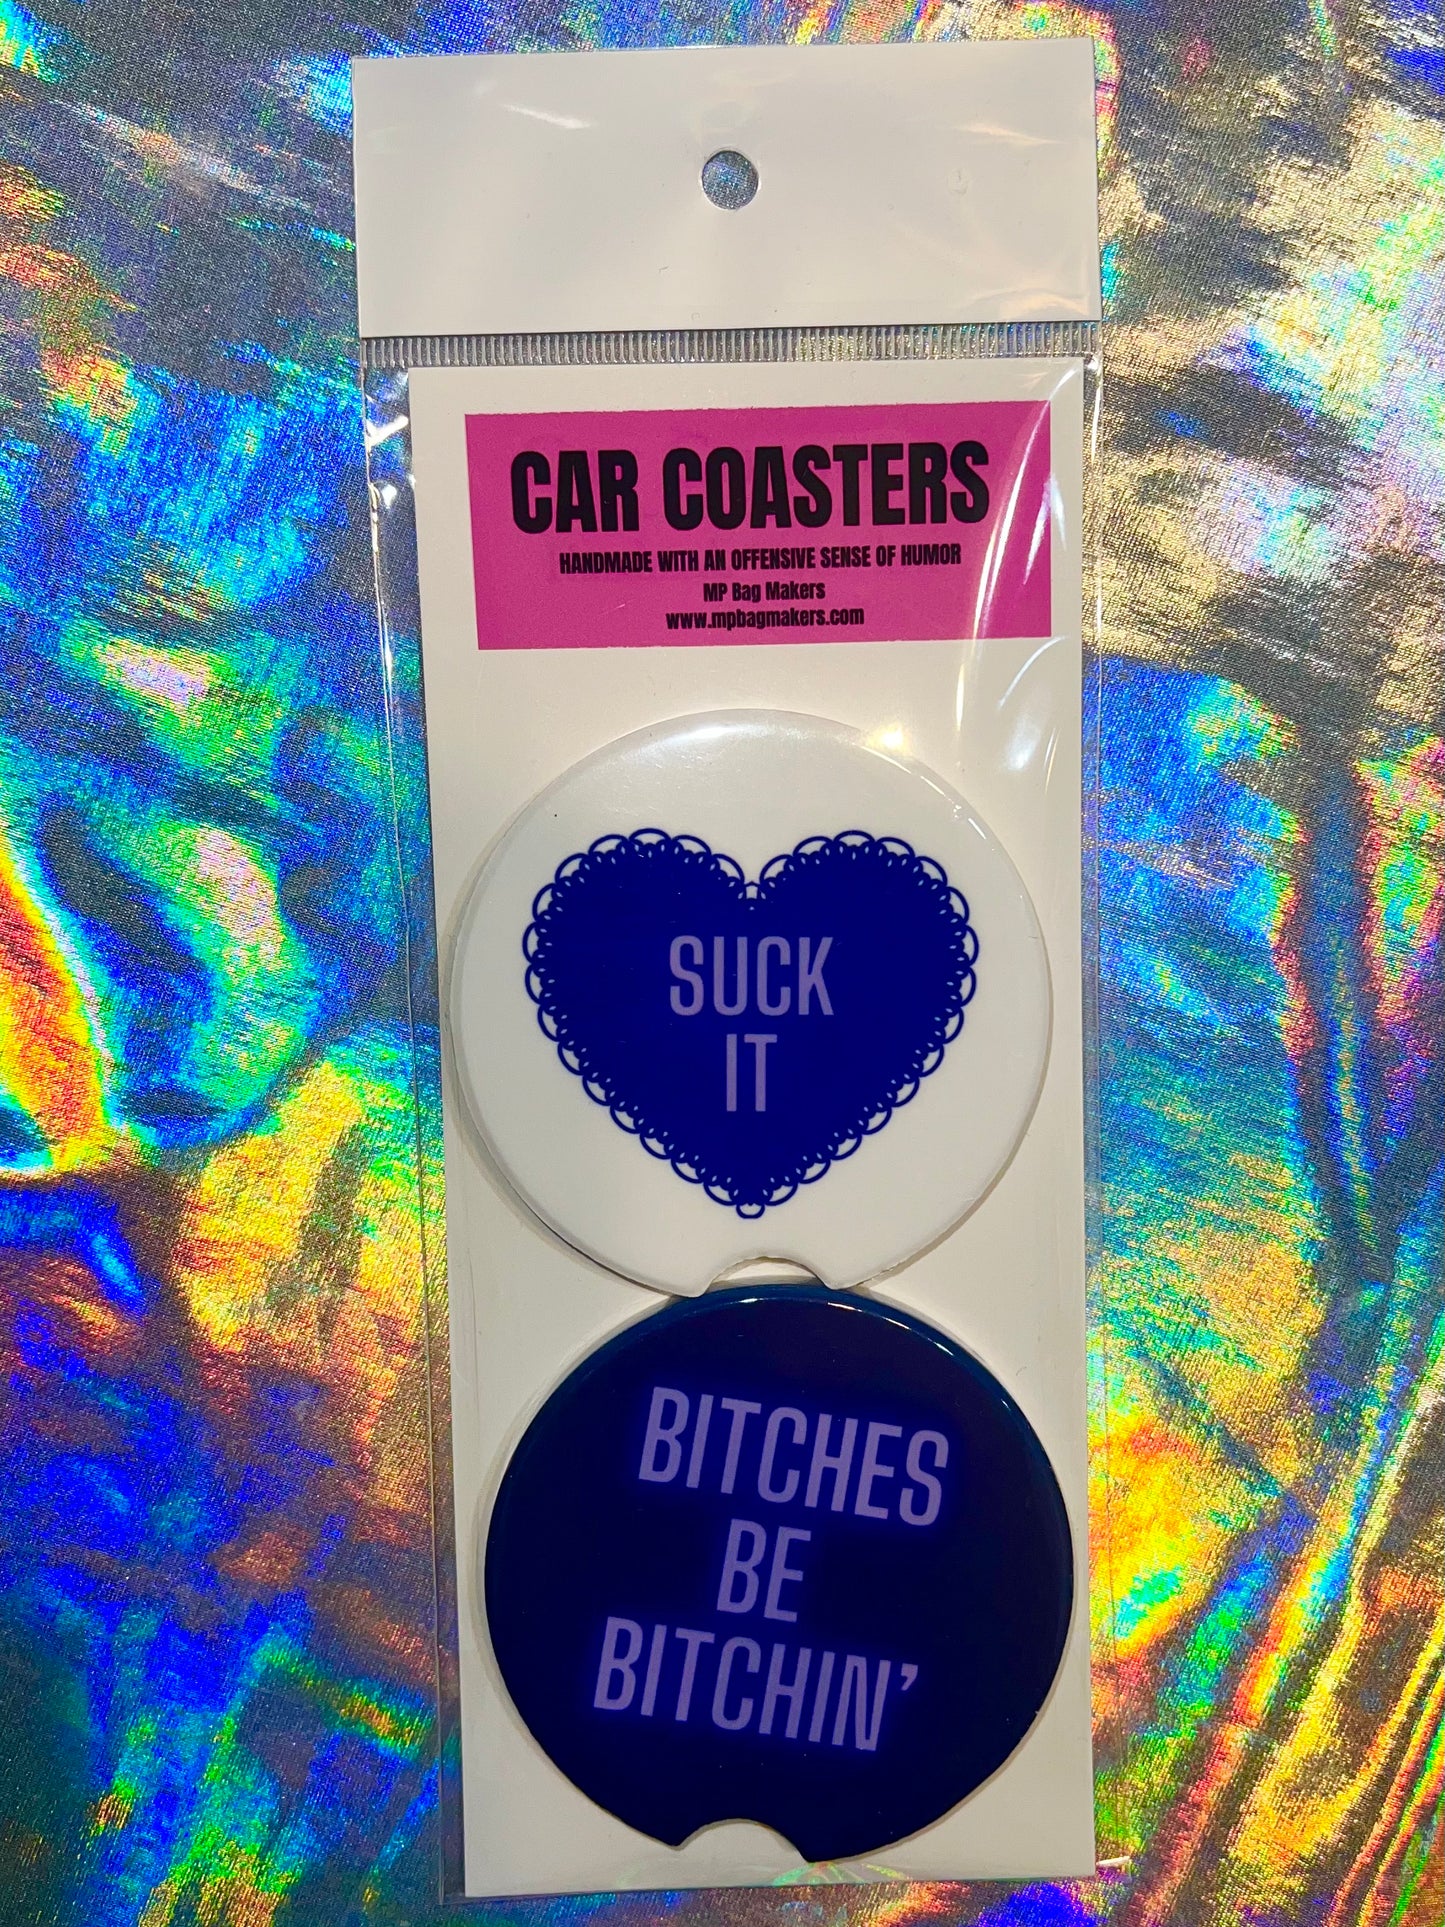 CAR COASTERS
HANDMADE WITH AN OFFENSIVE SENSE OF HUMOR
MP Bag Makers
www.mpbagmakers.com
SUCK
IT
BITCHES
BE
BITCHIN’